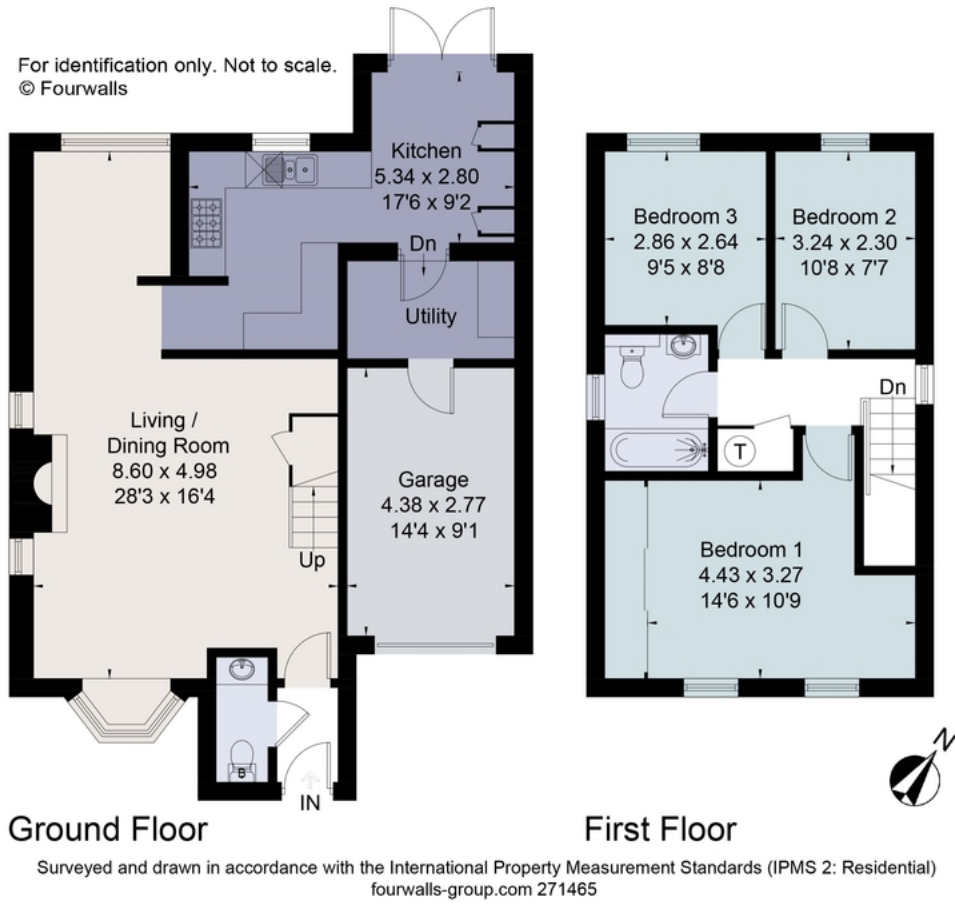 For identification only. Not to scale.
© Fourwalls
Kitchen
5.34 x 2.80
17'6 x 9'2
Dn
Utility
Living /
Dining Room
8.60 x 4.98
28'3 x 16'4
Up
Garage
4.38 x 2.77
14'4 x 9'1
B
IN
Ground Floor
Bedroom 3
2.86 x 2.64
9'5 x 8'8
Bedroom 2
3.24 x 2.30
10'8 x 7'7
Dn
T
Bedroom 1
4.43 x 3.27
14'6 x 10'9
N
First Floor
Surveyed and drawn in accordance with the International Property Measurement Standards (IPMS 2: Residential)
fourwalls-group.com 271465